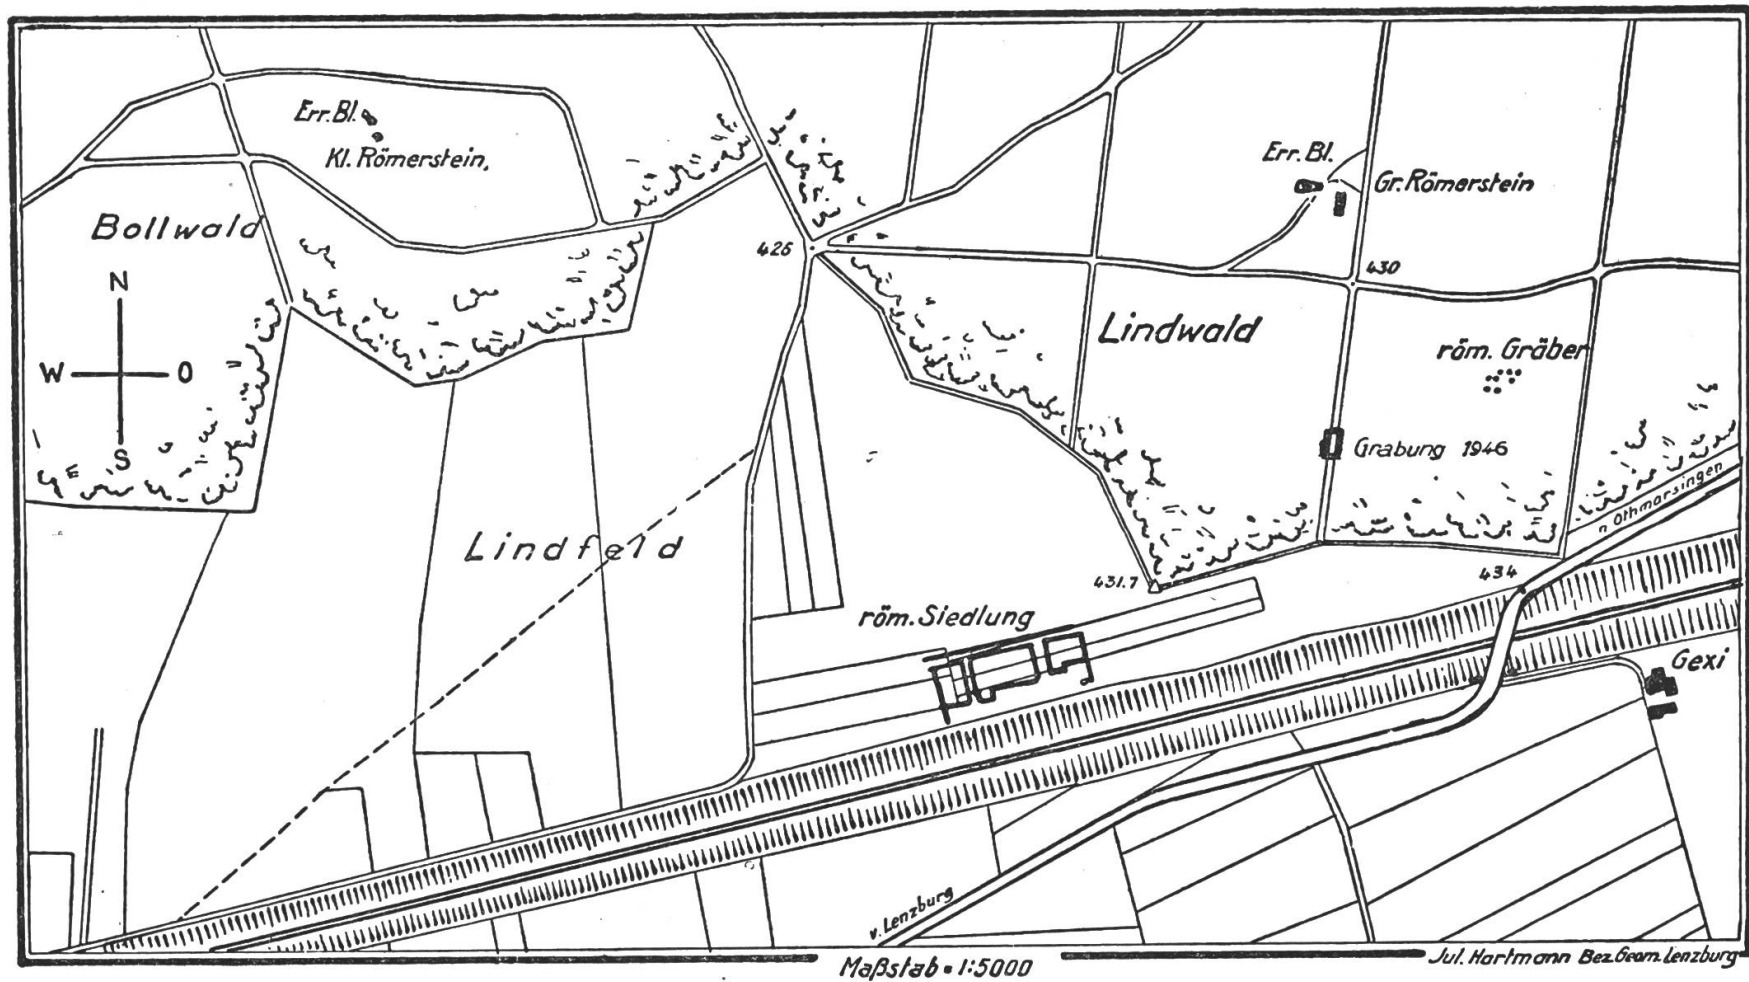 Err. Bl.
Kl. Römerstein,
Err. Bl.
Gr. Römerstein
Bollwald
426
430
N
W O
S
Lindwald
röm. Gräber
Grabung 1946
n Othmarsingen
Lindfeld
431.7
434
röm. Siedlung
Gexi
v. Lenzburg
Maßstab = 1:5000
Jul. Hartmann Bez. Geom. Lenzburg